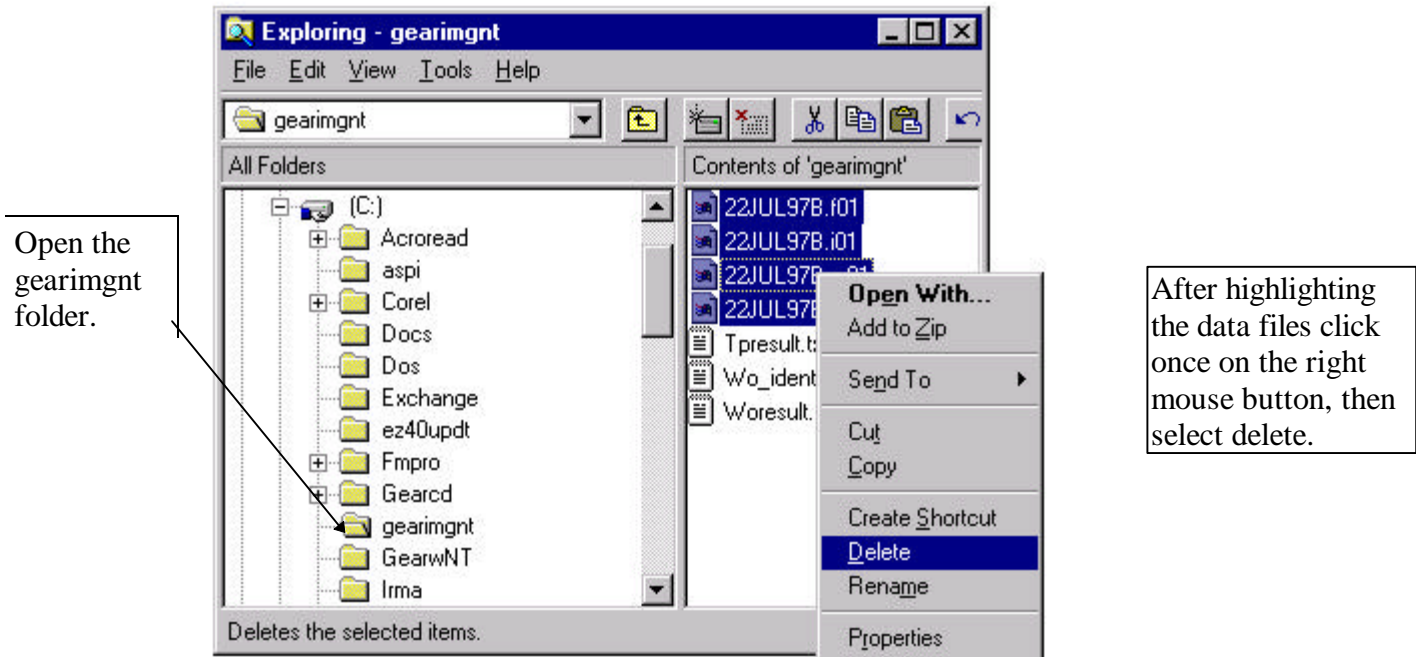 Exploring - gearimgnt
File Edit View Tools Help
gearimgnt
All Folders
Contents of 'gearimgnt'
(C:)
Acroread
aspi
Corel
Docs
Dos
Exchange
ez40updt
Fmpro
Gearcd
gearimgnt
GearwNT
Irma
22JUL97B.f01
22JUL97B.i01
22JUL97B
22JUL97B
Tpresult.t
Wo_ident
Woresult.
Open With...
Add to Zip
Send To
Cut
Copy
Create Shortcut
Delete
Rename
Properties
Deletes the selected items.
Open the
gearimgnt
folder.
After highlighting
the data files click
once on the right
mouse button, then
select delete.